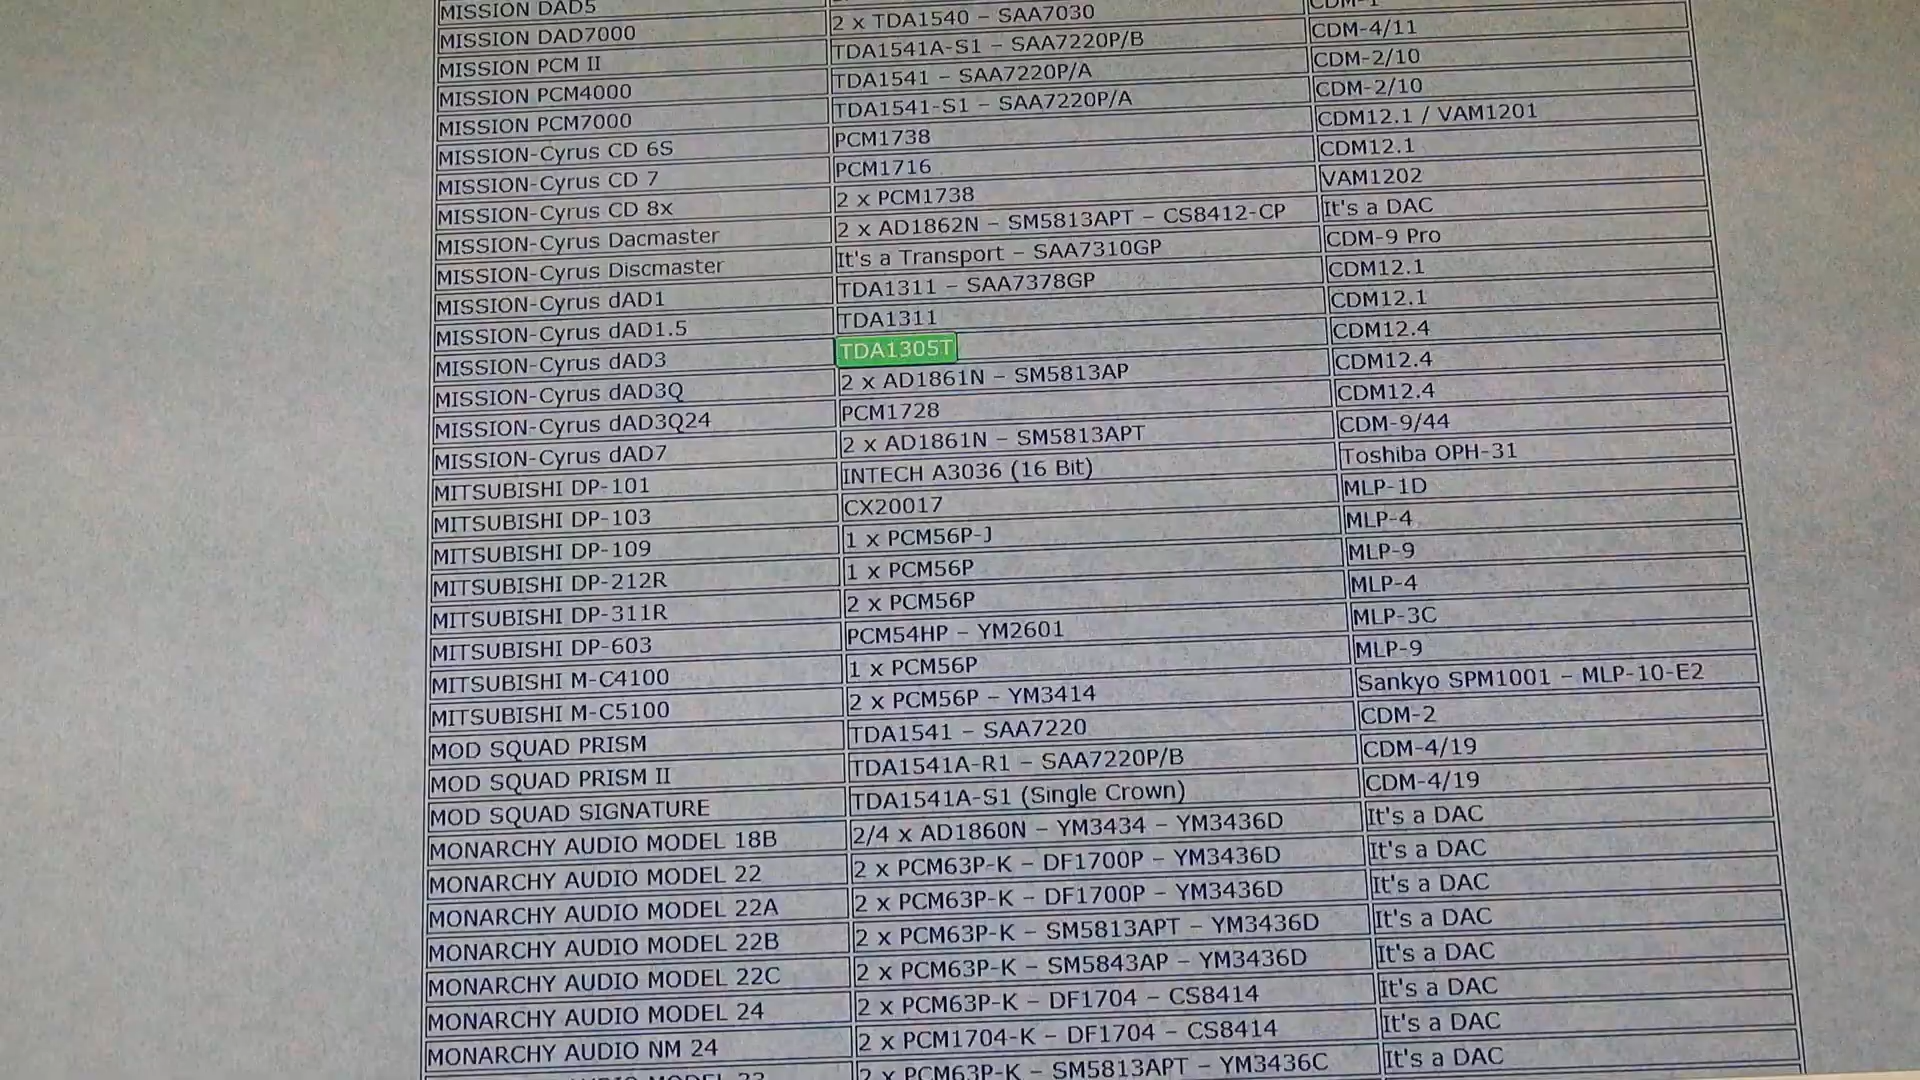 MISSION DAD5
MISSION DAD7000 2 x TDA1540 – SAA7030 CDM-1
MISSION PCM II TDA1541A-S1 – SAA7220P/B CDM-4/11
MISSION PCM4000 TDA1541 – SAA7220P/A CDM-2/10
MISSION PCM7000 TDA1541-S1 – SAA7220P/A CDM-2/10
MISSION-Cyrus CD 6S PCM1738 CDM12.1 / VAM1201
MISSION-Cyrus CD 7 PCM1716 CDM12.1
MISSION-Cyrus CD 8x 2 x PCM1738 VAM1202
MISSION-Cyrus Dacmaster 2 x AD1862N – SM5813APT – CS8412-CP It's a DAC
MISSION-Cyrus Discmaster It's a Transport – SAA7310GP CDM-9 Pro
MISSION-Cyrus dAD1 TDA1311 – SAA7378GP CDM12.1
MISSION-Cyrus dAD1.5 TDA1311 CDM12.1
MISSION-Cyrus dAD3 TDA1305T CDM12.4
MISSION-Cyrus dAD3Q 2 x AD1861N – SM5813AP CDM12.4
MISSION-Cyrus dAD3Q24 PCM1728 CDM12.4
MISSION-Cyrus dAD7 2 x AD1861N – SM5813APT CDM-9/44
MITSUBISHI DP-101 INTECH A3036 (16 Bit) Toshiba OPH-31
MITSUBISHI DP-103 CX20017 MLP-1D
MITSUBISHI DP-109 1 x PCM56P-J MLP-4
MITSUBISHI DP-212R 1 x PCM56P MLP-9
MITSUBISHI DP-311R 2 x PCM56P MLP-4
MITSUBISHI DP-603 PCM54HP – YM2601 MLP-3C
MITSUBISHI M-C4100 1 x PCM56P MLP-9
MITSUBISHI M-C5100 2 x PCM56P – YM3414 Sankyo SPM1001 – MLP-10-E2
MOD SQUAD PRISM TDA1541 – SAA7220 CDM-2
MOD SQUAD PRISM II TDA1541A-R1 – SAA7220P/B CDM-4/19
MOD SQUAD SIGNATURE TDA1541A-S1 (Single Crown) CDM-4/19
MONARCHY AUDIO MODEL 18B 2/4 x AD1860N – YM3434 – YM3436D It's a DAC
MONARCHY AUDIO MODEL 22 2 x PCM63P-K – DF1700P – YM3436D It's a DAC
MONARCHY AUDIO MODEL 22A 2 x PCM63P-K – DF1700P – YM3436D It's a DAC
MONARCHY AUDIO MODEL 22B 2 x PCM63P-K – SM5813APT – YM3436D It's a DAC
MONARCHY AUDIO MODEL 22C 2 x PCM63P-K – SM5843AP – YM3436D It's a DAC
MONARCHY AUDIO MODEL 24 2 x PCM63P-K – DF1704 – CS8414 It's a DAC
MONARCHY AUDIO NM 24 2 x PCM1704-K – DF1704 – CS8414 It's a DAC
2 x PCM63P-K – SM5813APT – YM3436C It's a DAC